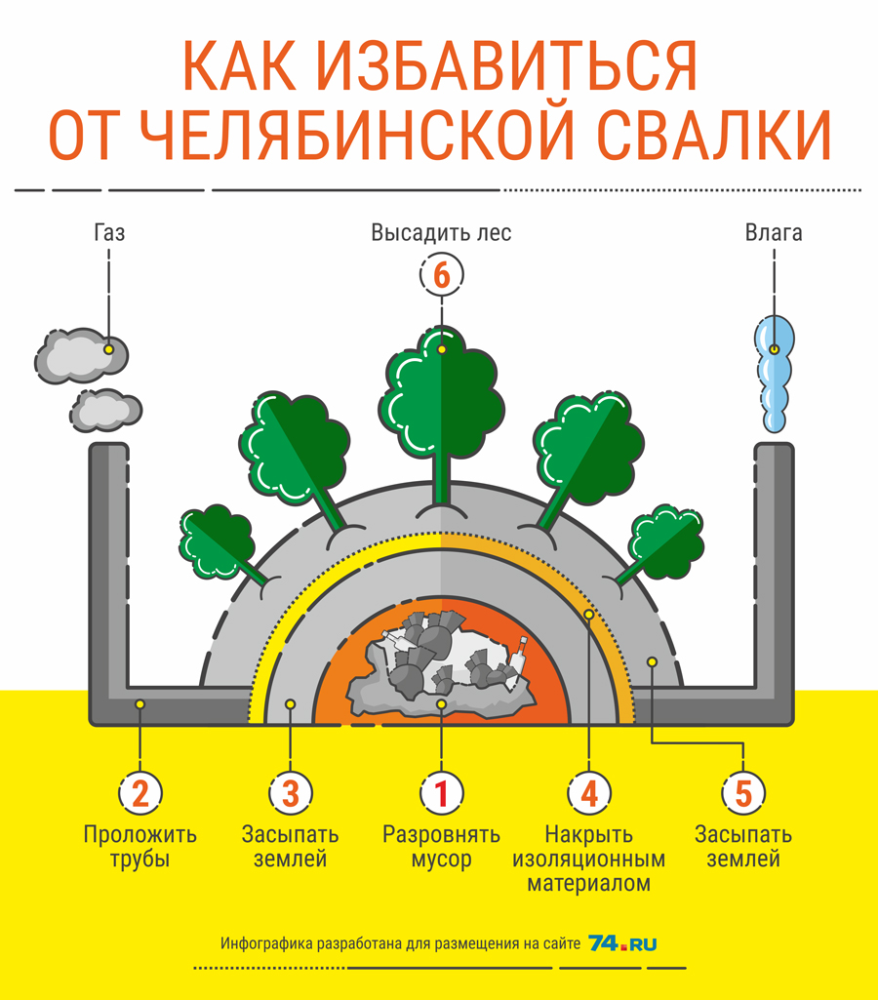 КАК ИЗБАВИТЬСЯ
ОТ ЧЕЛЯБИНСКОЙ СВАЛКИ
Газ
Высадить лес
Влага
6
2
3
1
4
5
Проложить
трубы
Засыпать
землей
Разровнять
мусор
Накрыть
изоляционным
материалом
Засыпать
землей
Инфографика разработана для размещения на сайте 74.RU